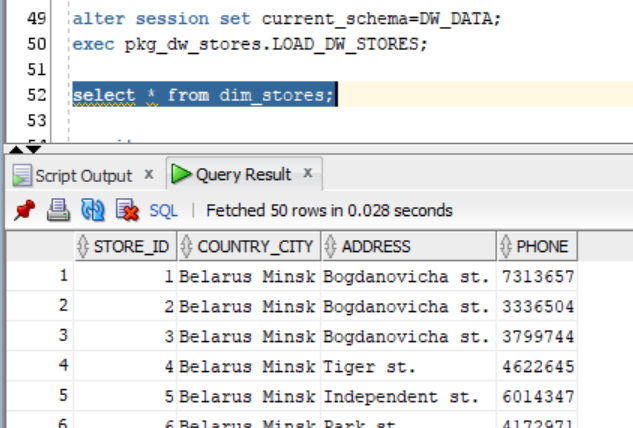 49 alter session set current_schema=DW_DATA;
50 exec pkg_dw_stores.LOAD_DW_STORES;
51
52 select * from dim_stores;
53
Script Output x Query Result x
SQL | Fetched 50 rows in 0.028 seconds
STORE_ID COUNTRY_CITY ADDRESS PHONE
1 1 Belarus Minsk Bogdanovicha st. 7313657
2 2 Belarus Minsk Bogdanovicha st. 3336504
3 3 Belarus Minsk Bogdanovicha st. 3799744
4 4 Belarus Minsk Tiger st. 4622645
5 5 Belarus Minsk Independent st. 6014347
6 6 Belarus Minsk Park st. 4172971